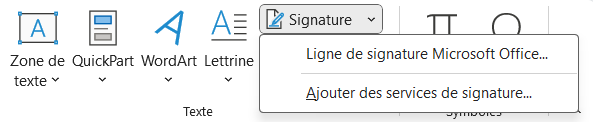 Signature
Zone de texte
QuickPart
WordArt
Lettrine
Ligne de signature Microsoft Office...
Ajouter des services de signature...
Texte